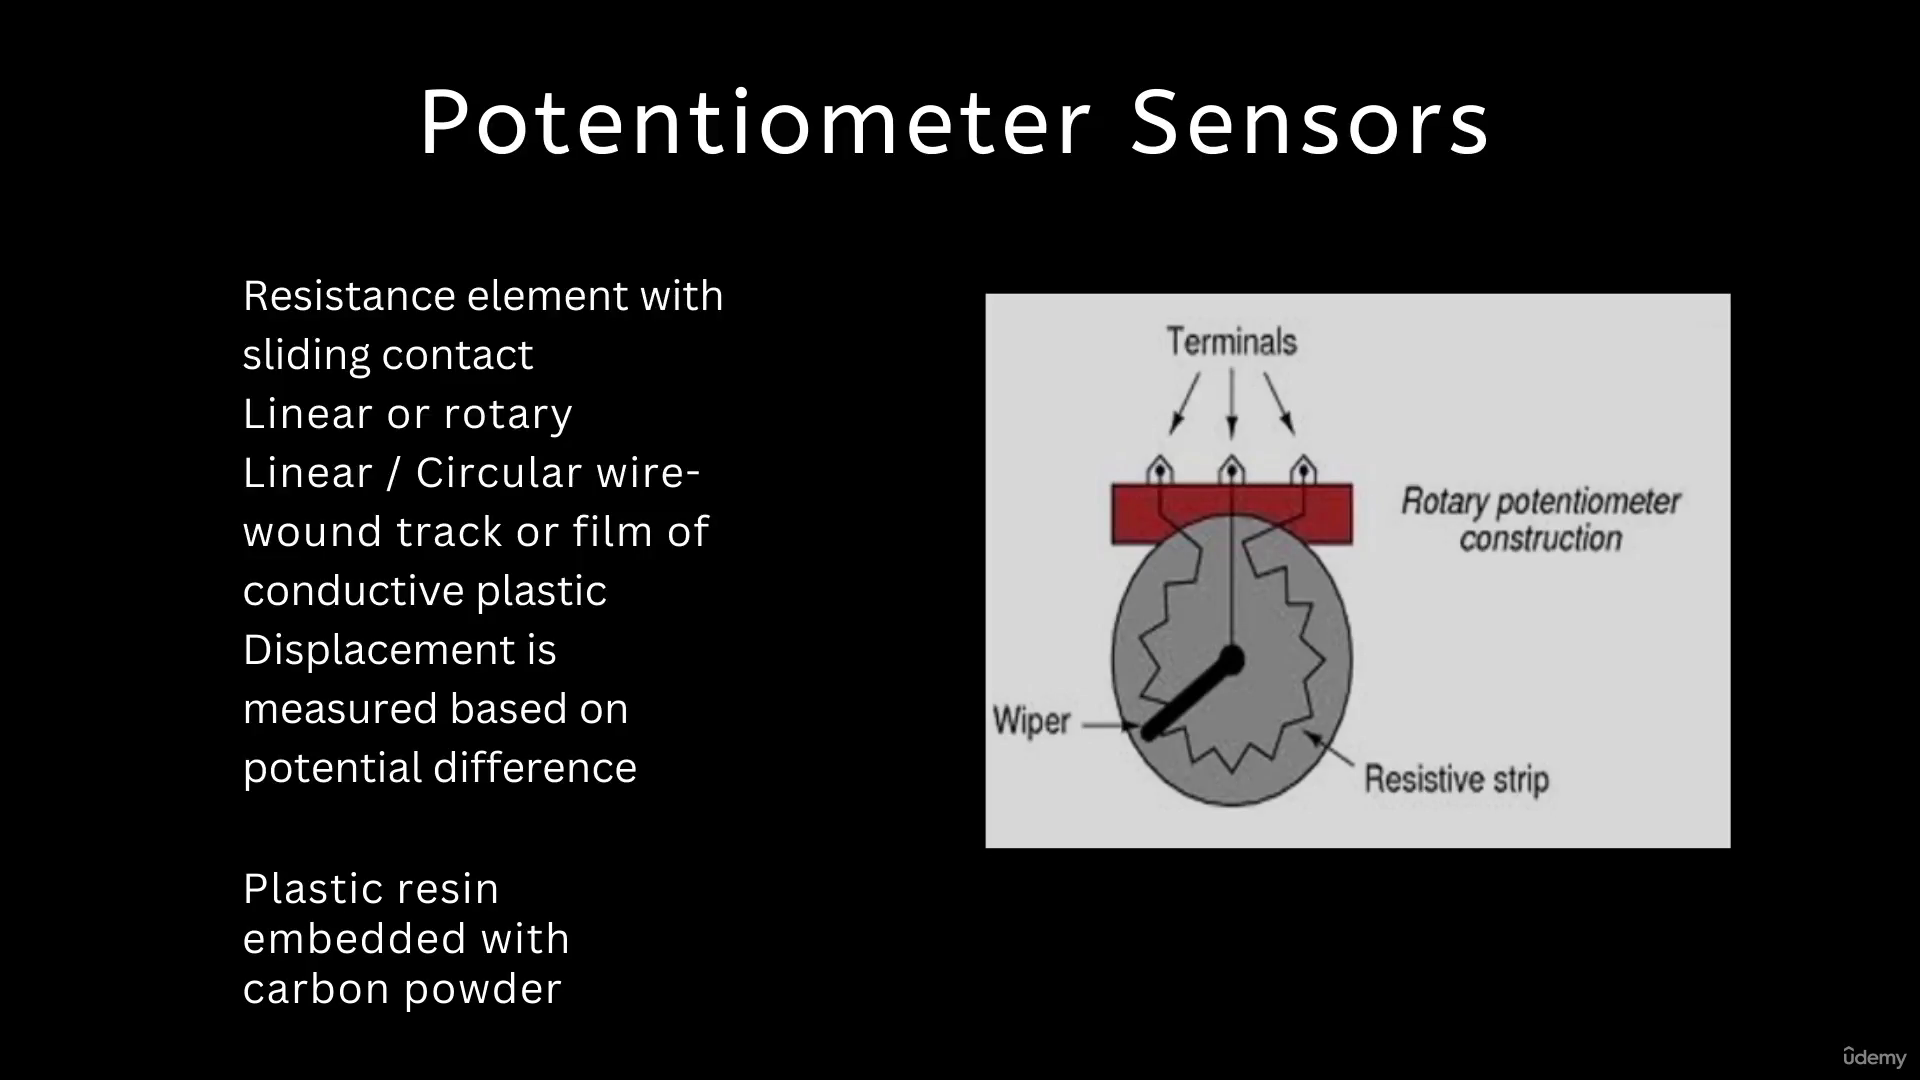 Potentiometer Sensors
Resistance element with
sliding contact
Linear or rotary
Linear / Circular wire-
wound track or film of
conductive plastic
Displacement is
measured based on
potential difference
Plastic resin
embedded with
carbon powder
Terminals
Rotary potentiometer
construction
Wiper
Resistive strip
ûdemy